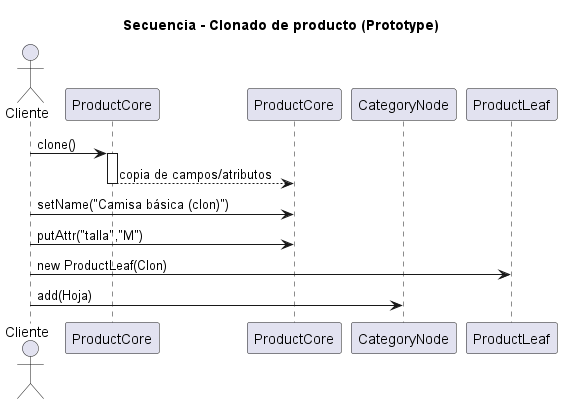 Secuencia - Clonado de producto (Prototype)
Cliente
ProductCore
ProductCore
CategoryNode
ProductLeaf
clone()
copia de campos/atributos
setName("Camisa básica (clon)")
putAttr("talla","M")
new ProductLeaf(Clon)
add(Hoja)
Cliente
ProductCore
ProductCore
CategoryNode
ProductLeaf